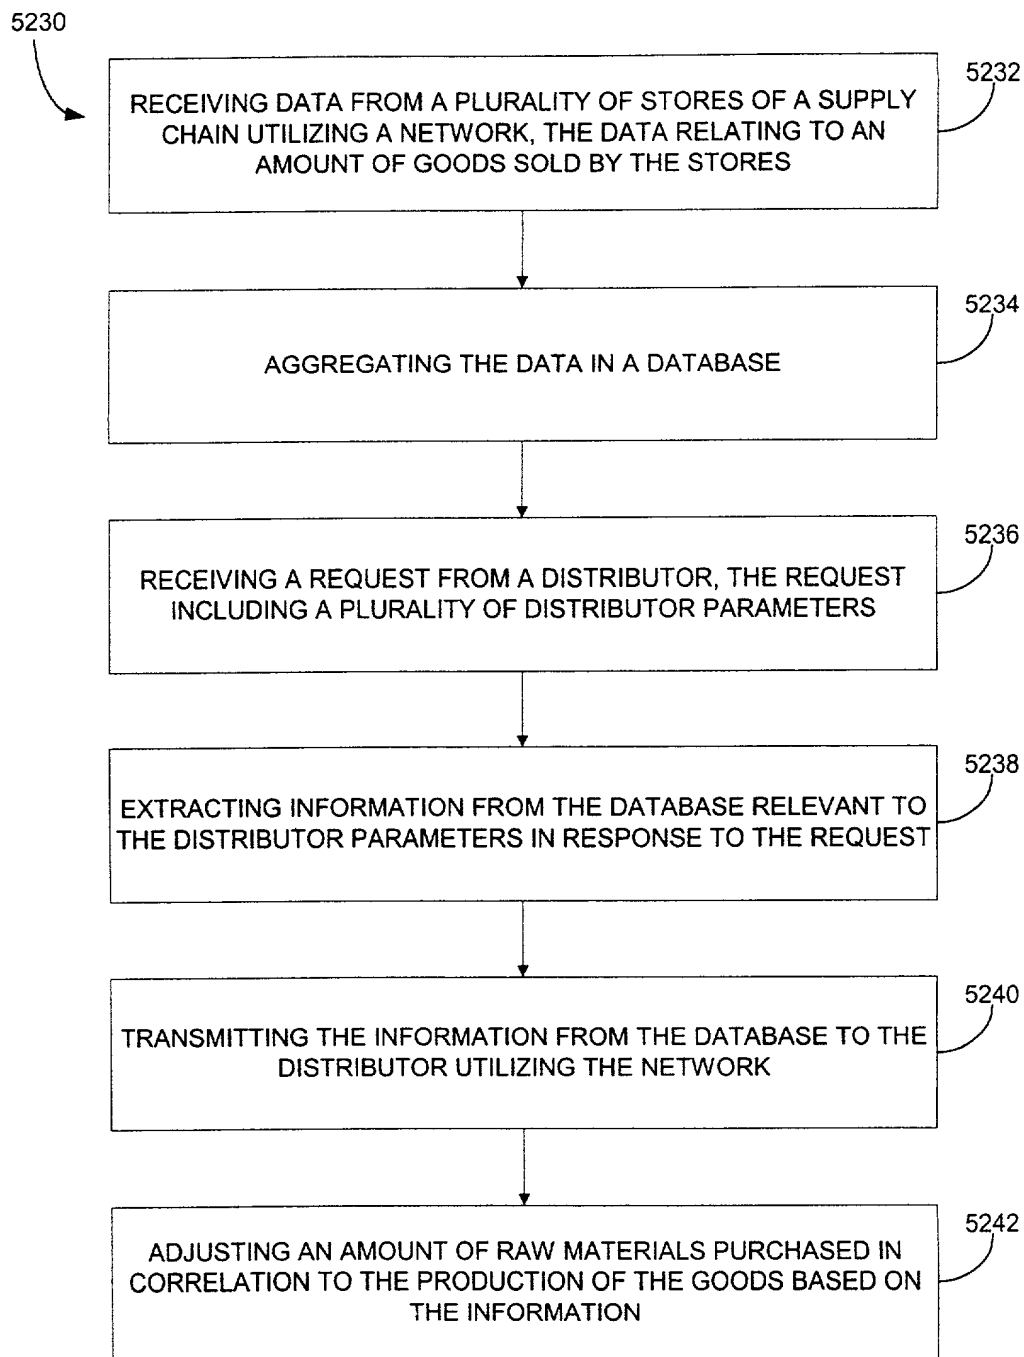 5230
5232
RECEIVING DATA FROM A PLURALITY OF STORES OF A SUPPLY
CHAIN UTILIZING A NETWORK, THE DATA RELATING TO AN
AMOUNT OF GOODS SOLD BY THE STORES
5234
AGGREGATING THE DATA IN A DATABASE
5236
RECEIVING A REQUEST FROM A DISTRIBUTOR, THE REQUEST
INCLUDING A PLURALITY OF DISTRIBUTOR PARAMETERS
5238
EXTRACTING INFORMATION FROM THE DATABASE RELEVANT TO
THE DISTRIBUTOR PARAMETERS IN RESPONSE TO THE REQUEST
5240
TRANSMITTING THE INFORMATION FROM THE DATABASE TO THE
DISTRIBUTOR UTILIZING THE NETWORK
5242
ADJUSTING AN AMOUNT OF RAW MATERIALS PURCHASED IN
CORRELATION TO THE PRODUCTION OF THE GOODS BASED ON
THE INFORMATION